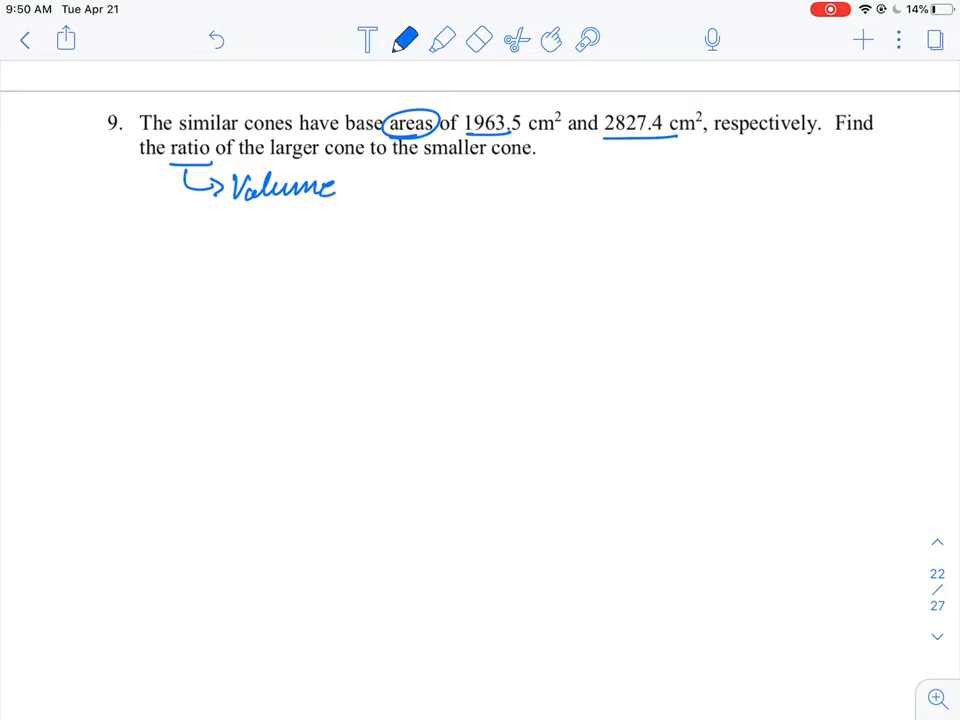 9:50 AM Tue Apr 21
14%
T
9. The similar cones have base areas of 1963.5 cm² and 2827.4 cm², respectively. Find
the ratio of the larger cone to the smaller cone.
Volume
22
/
27